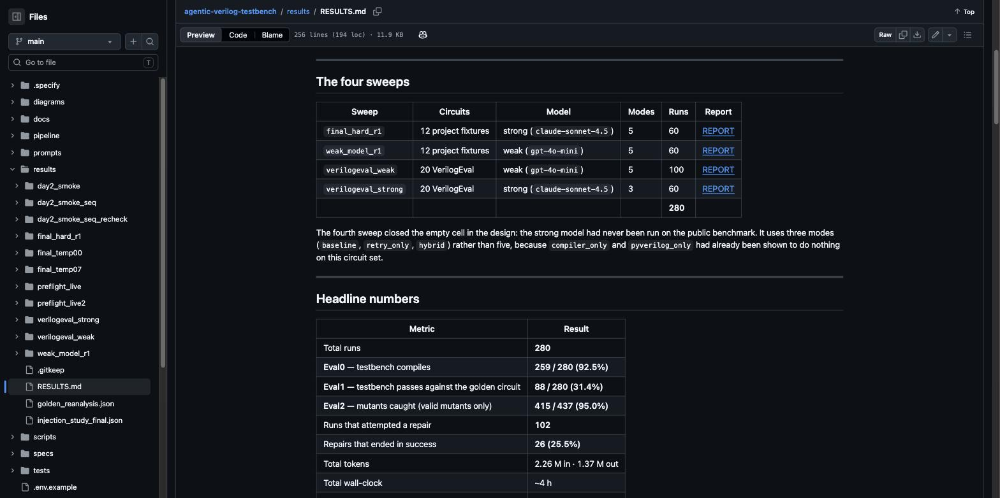 Files
main
Go to file
T
.specify
diagrams
docs
pipeline
prompts
results
day2_smoke
day2_smoke_seq
day2_smoke_seq_recheck
final_hard_r1
final_temp00
final_temp07
preflight_live
preflight_live2
verilogeval_strong
verilogeval_weak
weak_model_r1
.gitkeep
RESULTS.md
golden_reanalysis.json
injection_study_final.json
scripts
specs
tests
.env.example
agentic-verilog-testbench / results / RESULTS.md
Top
Preview Code Blame 256 lines (194 loc) · 11.9 KB
Raw
The four sweeps
Sweep Circuits Model Modes Runs Report
final_hard_r1 12 project fixtures strong ( claude-sonnet-4.5 ) 5 60 REPORT
weak_model_r1 12 project fixtures weak ( gpt-4o-mini ) 5 60 REPORT
verilogeval_weak 20 VerilogEval weak ( gpt-4o-mini ) 5 100 REPORT
verilogeval_strong 20 VerilogEval strong ( claude-sonnet-4.5 ) 3 60 REPORT
280
The fourth sweep closed the empty cell in the design: the strong model had never been run on the public benchmark. It uses three modes
( baseline , retry_only , hybrid ) rather than five, because compiler_only and pyverilog_only had already been shown to do nothing
on this circuit set.
Headline numbers
Metric Result
Total runs 280
Eval0 — testbench compiles 259 / 280 (92.5%)
Eval1 — testbench passes against the golden circuit 88 / 280 (31.4%)
Eval2 — mutants caught (valid mutants only) 415 / 437 (95.0%)
Runs that attempted a repair 102
Repairs that ended in success 26 (25.5%)
Total tokens 2.26 M in · 1.37 M out
Total wall-clock ~4 h